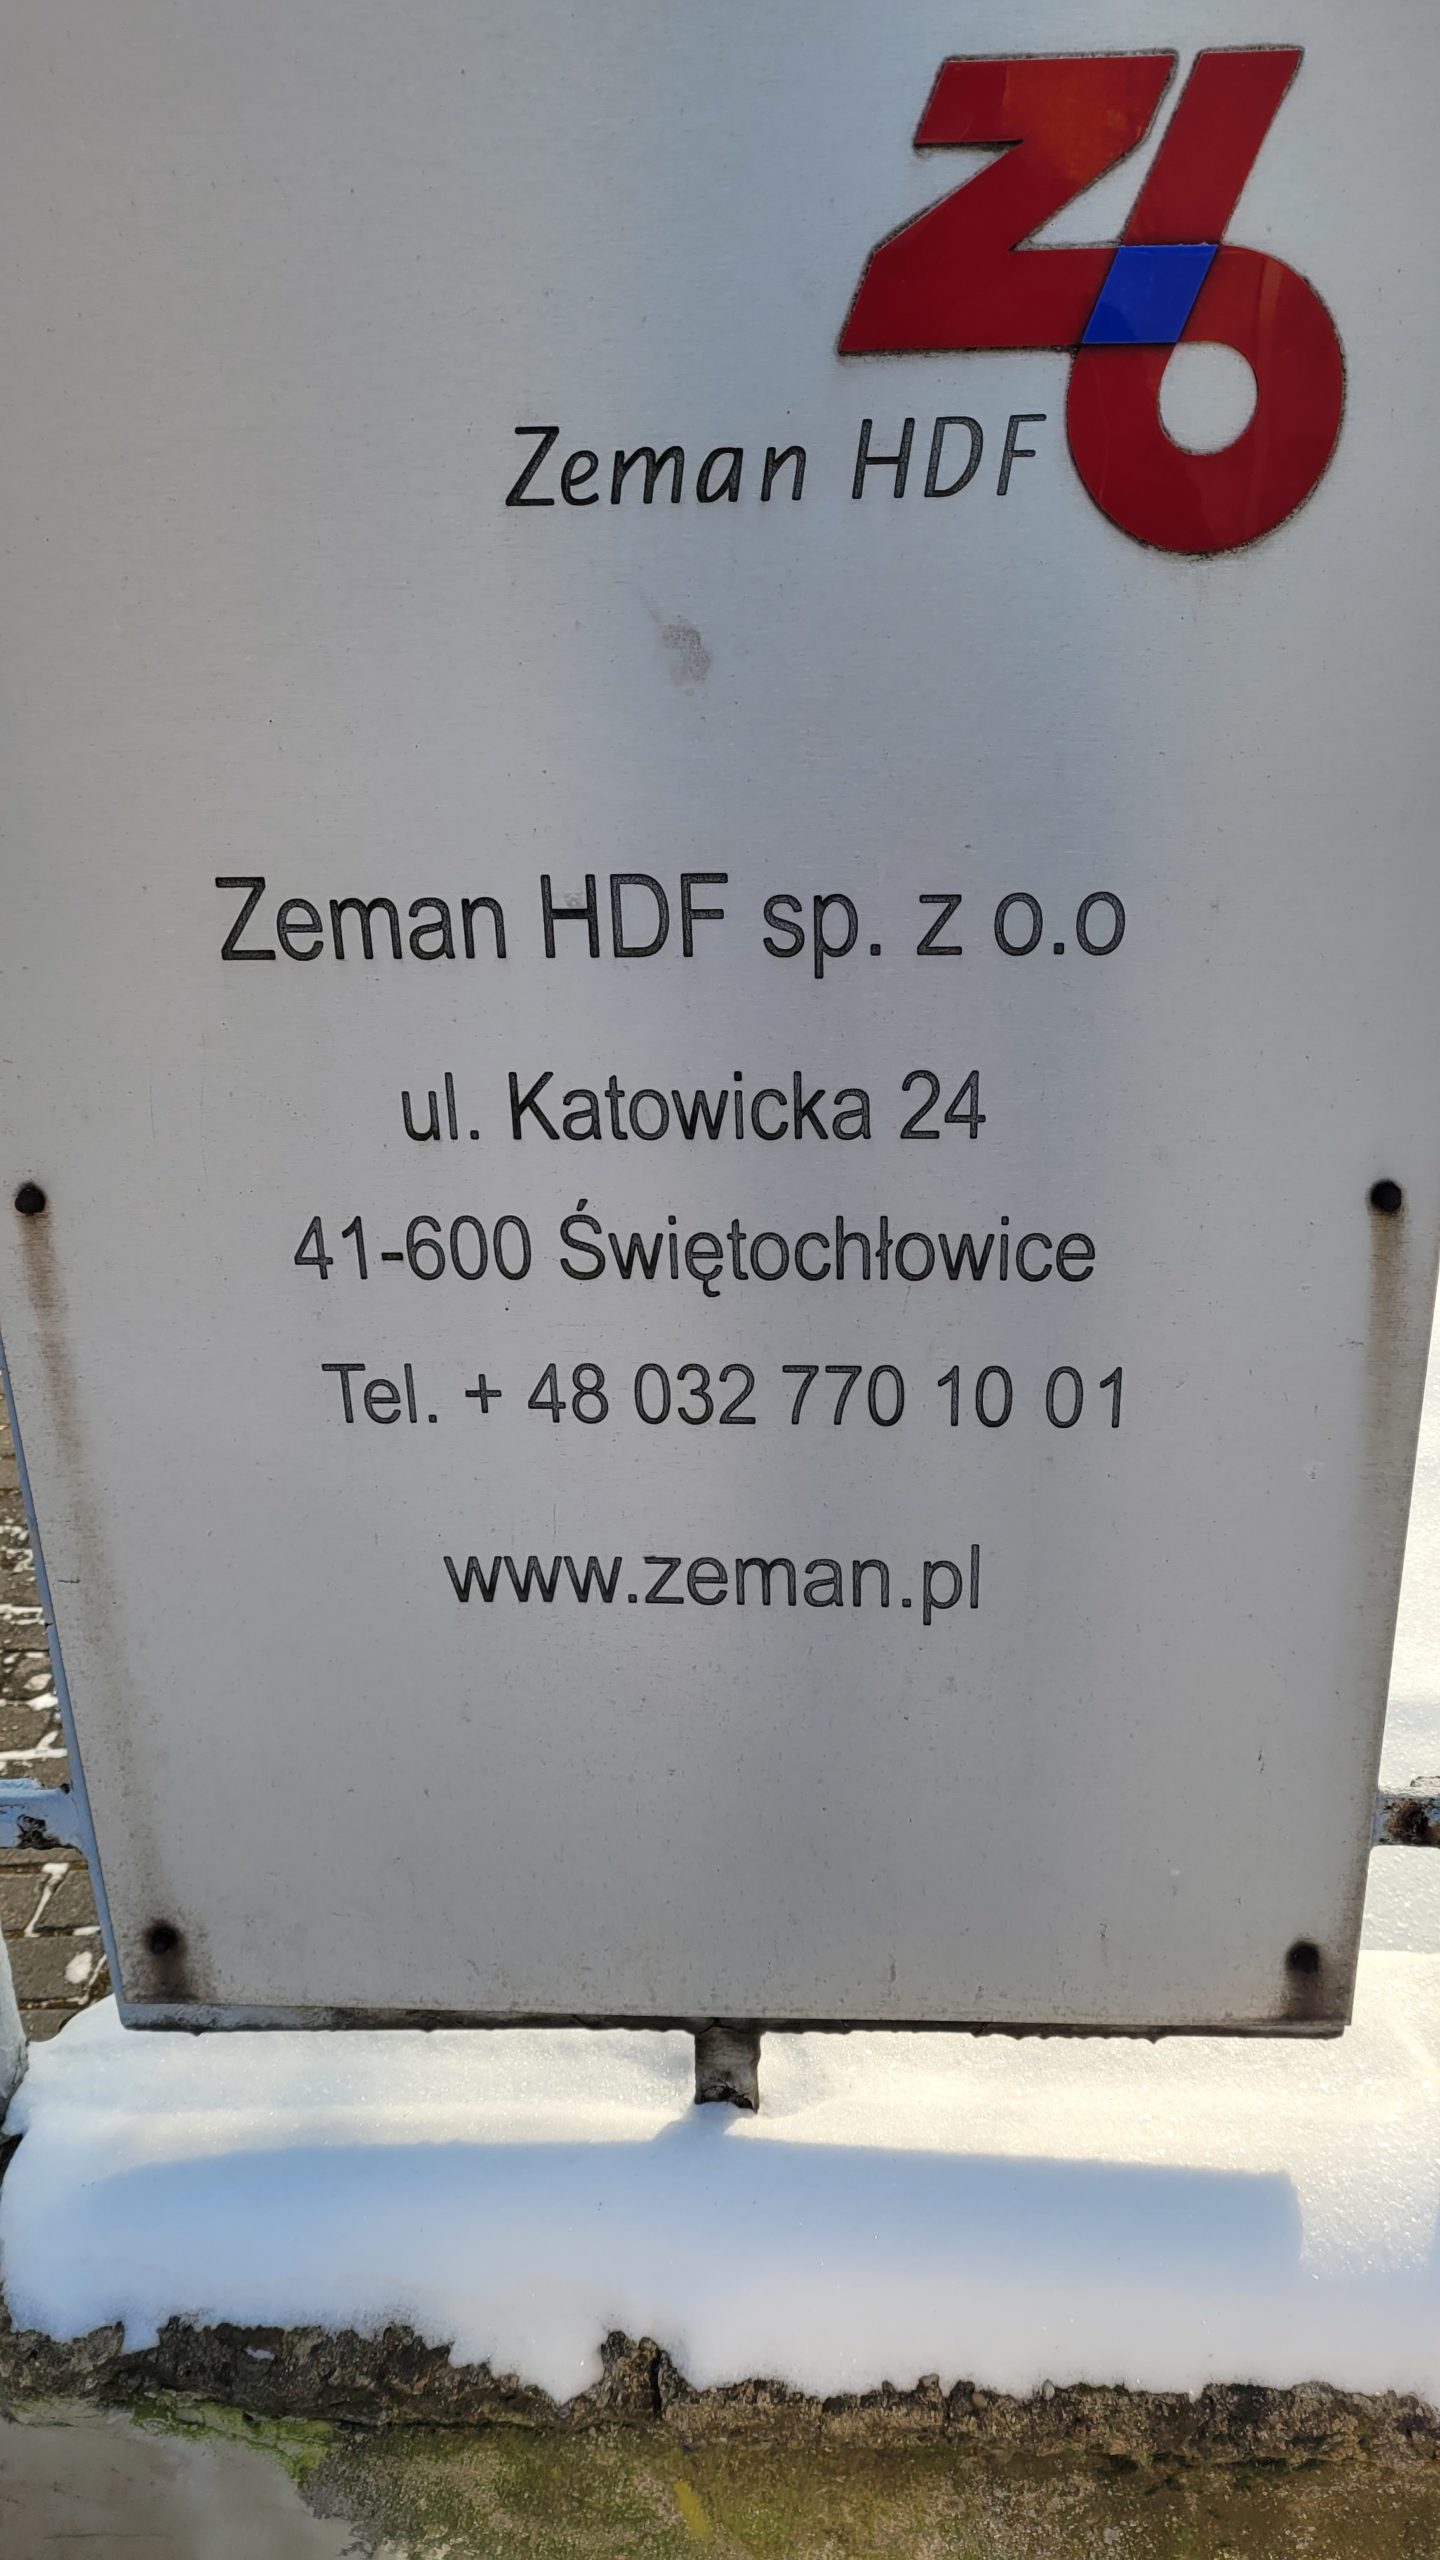 Zeman HDF
Zeman HDF sp. z o.o
ul. Katowicka 24
41-600 Świętochłowice
Tel. + 48 032 770 10 01
www.zeman.pl